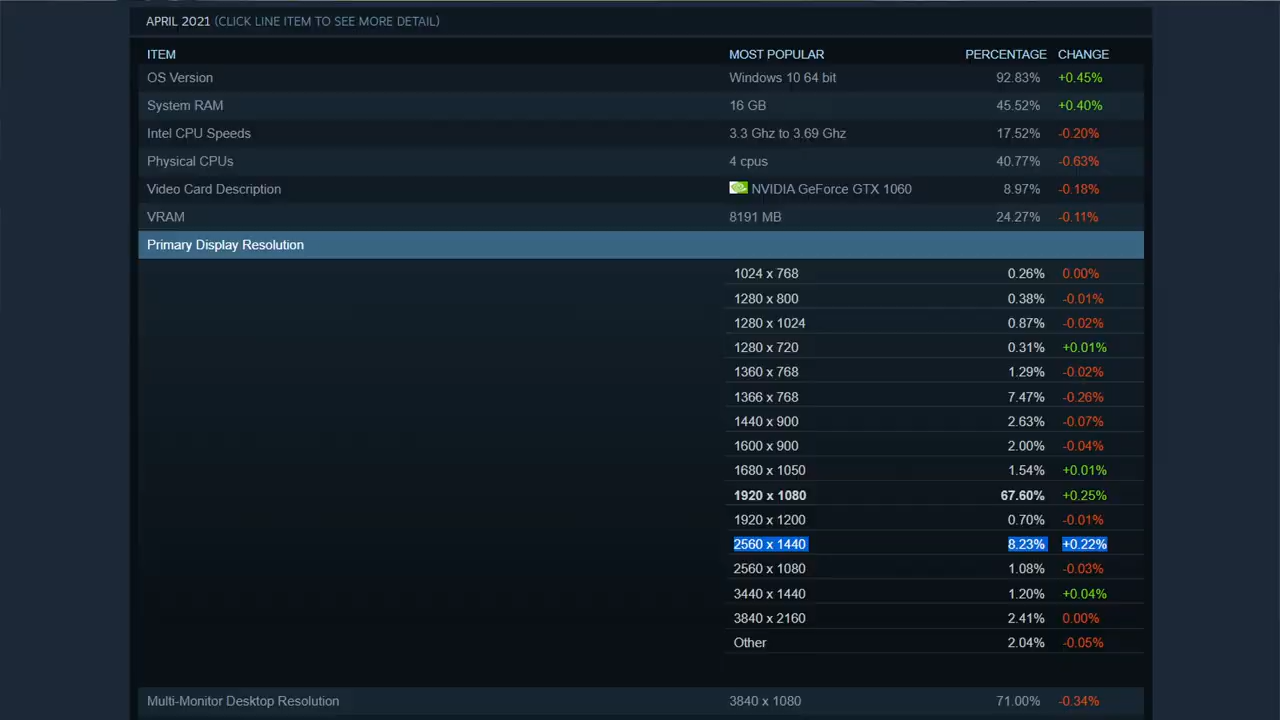 APRIL 2021 (CLICK LINE ITEM TO SEE MORE DETAIL)
ITEM MOST POPULAR PERCENTAGE CHANGE
OS Version Windows 10 64 bit 92.83% +0.45%
System RAM 16 GB 45.52% +0.40%
Intel CPU Speeds 3.3 Ghz to 3.69 Ghz 17.52% -0.20%
Physical CPUs 4 cpus 40.77% -0.63%
Video Card Description NVIDIA GeForce GTX 1060 8.97% -0.18%
VRAM 8191 MB 24.27% -0.11%
Primary Display Resolution
1024 x 768 0.26% 0.00%
1280 x 800 0.38% -0.01%
1280 x 1024 0.87% -0.02%
1280 x 720 0.31% +0.01%
1360 x 768 1.29% -0.02%
1366 x 768 7.47% -0.26%
1440 x 900 2.63% -0.07%
1600 x 900 2.00% -0.04%
1680 x 1050 1.54% +0.01%
1920 x 1080 67.60% +0.25%
1920 x 1200 0.70% -0.01%
2560 x 1440 8.23% +0.22%
2560 x 1080 1.08% -0.03%
3440 x 1440 1.20% +0.04%
3840 x 2160 2.41% 0.00%
Other 2.04% -0.05%
Multi-Monitor Desktop Resolution 3840 x 1080 71.00% -0.34%